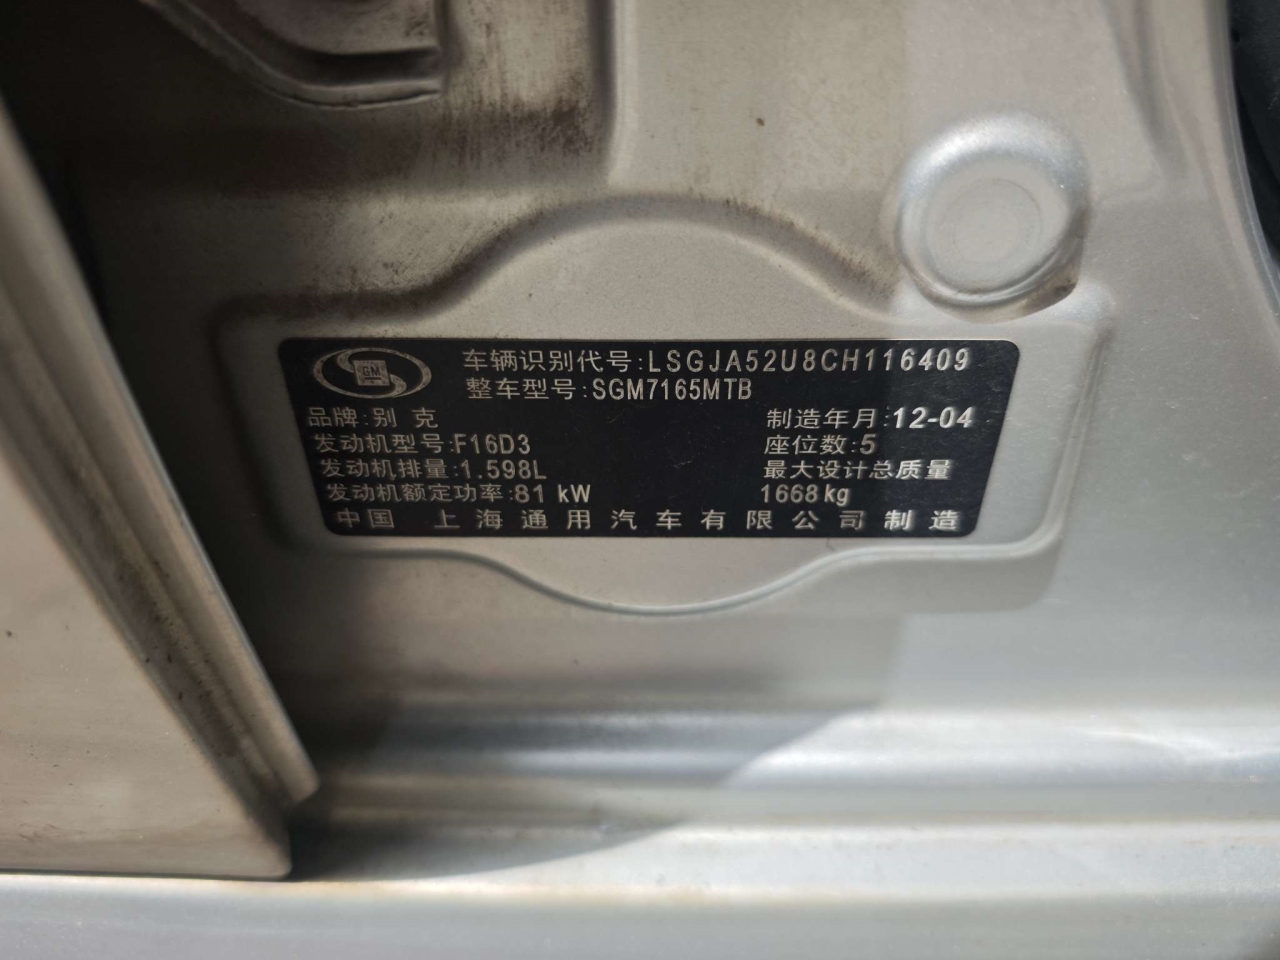 GM 车辆识别代号:LSGJA52U8CH116409
整车型号:SGM7165MTB
品牌:别 克 制造年月:12-04
发动机型号:F16D3 座位数:5
发动机排量:1.598L 最大设计总质量
发动机额定功率:81 kW 1668kg
中国 上海通用汽车有限公司制造